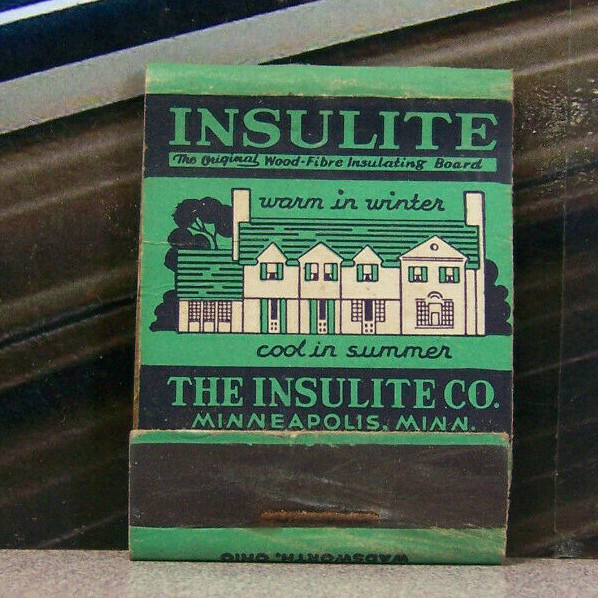 INSULITE
The Original Wood-Fibre Insulating Board
warm in winter
cool in summer
THE INSULITE CO.
MINNEAPOLIS, MINN.
WADSWORTH, OHIO